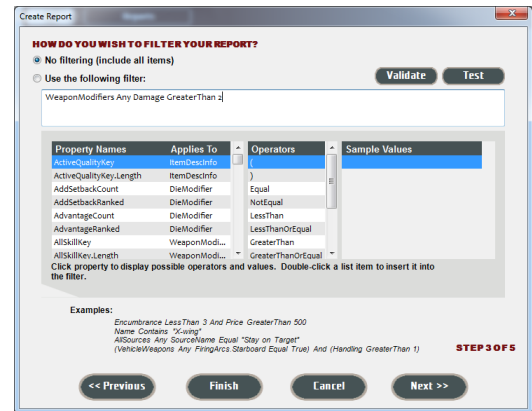 Create Report
HOW DO YOU WISH TO FILTER YOUR REPORT?
No filtering (include all items)
Use the following filter:
Validate
Test
WeaponModifiers Any Damage GreaterThan 2
Property Names Applies To Operators Sample Values
ActiveQualityKey ItemDescInfo (
ActiveQualityKey.Length ItemDescInfo )
AddSetbackCount DieModifier Equal
AddSetbackRanked DieModifier NotEqual
AdvantageCount DieModifier LessThan
AdvantageRanked DieModifier LessThanOrEqual
AllSkillKey WeaponModi... GreaterThan
AllSkillKey.Length WeaponModi... GreaterThanOrEqual
Click property to display possible operators and values. Double-click a list item to insert it into
the filter.
Examples:
Encumbrance LessThan 3 And Price GreaterThan 500
Name Contains "X-wing"
AllSources Any SourceName Equal "Stay on Target"
(VehicleWeapons Any FiringArcs.Starboard Equal True) And (Handling GreaterThan 1)
STEP 3 OF 5
<< Previous
Finish
Cancel
Next >>